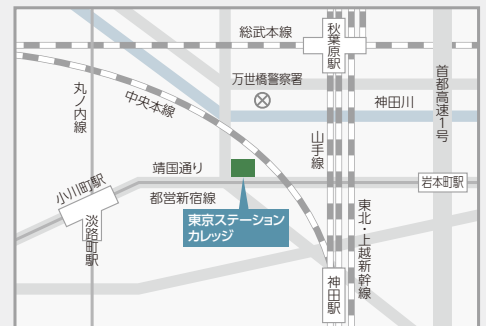 総武本線
秋葉原駅
万世橋警察署
丸ノ内線
中央本線
神田川
首都高速1号
山手線
靖国通り
小川町駅
岩本町駅
都営新宿線
淡路町駅
東京ステーション
カレッジ
東北・上越新幹線
神田駅